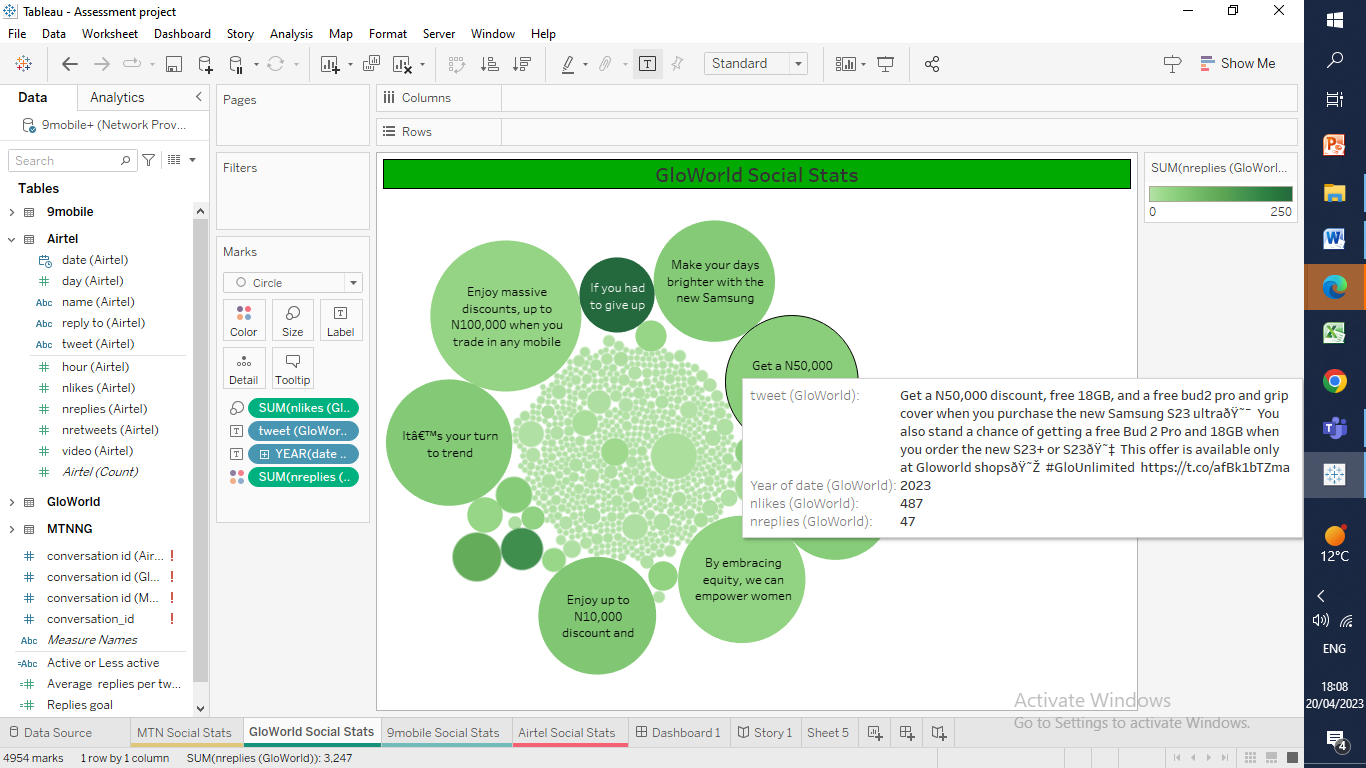 Tableau - Assessment project
File Data Worksheet Dashboard Story Analysis Map Format Server Window Help
Standard
Show Me
Data Analytics
9mobile+ (Network Prov...
Search
Tables
9mobile
Airtel
date (Airtel)
day (Airtel)
Abc name (Airtel)
Abc reply to (Airtel)
Abc tweet (Airtel)
hour (Airtel)
nlikes (Airtel)
nreplies (Airtel)
nretweets (Airtel)
video (Airtel)
Airtel (Count)
GloWorld
MTNNG
conversation id (Air... !
conversation id (Gl... !
conversation id (M... !
conversation_id !
Abc Measure Names
=Abc Active or Less active
=# Average replies per tw...
=# Replies goal
Pages
Filters
Marks
Circle
Color Size Label
Detail Tooltip
SUM(nlikes (Gl..
tweet (GloWor..
YEAR(date ..
SUM(nreplies (..
Columns
Rows
GloWorld Social Stats
Enjoy massive
discounts, up to
N100,000 when you
trade in any mobile
If you had
to give up
Make your days
brighter with the
new Samsung
Get a N50,000
Itâ€™s your turn
to trend
Enjoy up to
N10,000
discount and
By embracing
equity, we can
empower women
tweet (GloWorld): Get a N50,000 discount, free 18GB, and a free bud2 pro and grip
cover when you purchase the new Samsung S23 ultraðŸ˜¯ You
also stand a chance of getting a free Bud 2 Pro and 18GB when
you order the new S23+ or S23ðŸ˜‡ This offer is available only
at Gloworld shopsðŸ˜Ž #GloUnlimited https://t.co/afBk1bTZma
Year of date (GloWorld): 2023
nlikes (GloWorld): 487
nreplies (GloWorld): 47
SUM(nreplies (GloWorl...
0 250
Activate Windows
Go to Settings to activate Windows.
Data Source MTN Social Stats GloWorld Social Stats 9mobile Social Stats Airtel Social Stats Dashboard 1 Story 1 Sheet 5
4954 marks 1 row by 1 column SUM(nreplies (GloWorld)): 3,247
12°C
ENG
18:08
20/04/2023
4